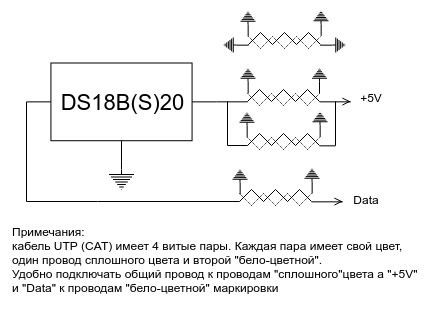 +5V
DS18B(S)20
Data
Примечания:
кабель UTP (CAT) имеет 4 витые пары. Каждая пара имеет свой цвет,
один провод сплошного цвета и второй "бело-цветной".
Удобно подключать общий провод к проводам "сплошного"цвета а "+5V"
и "Data" к проводам "бело-цветной" маркировки